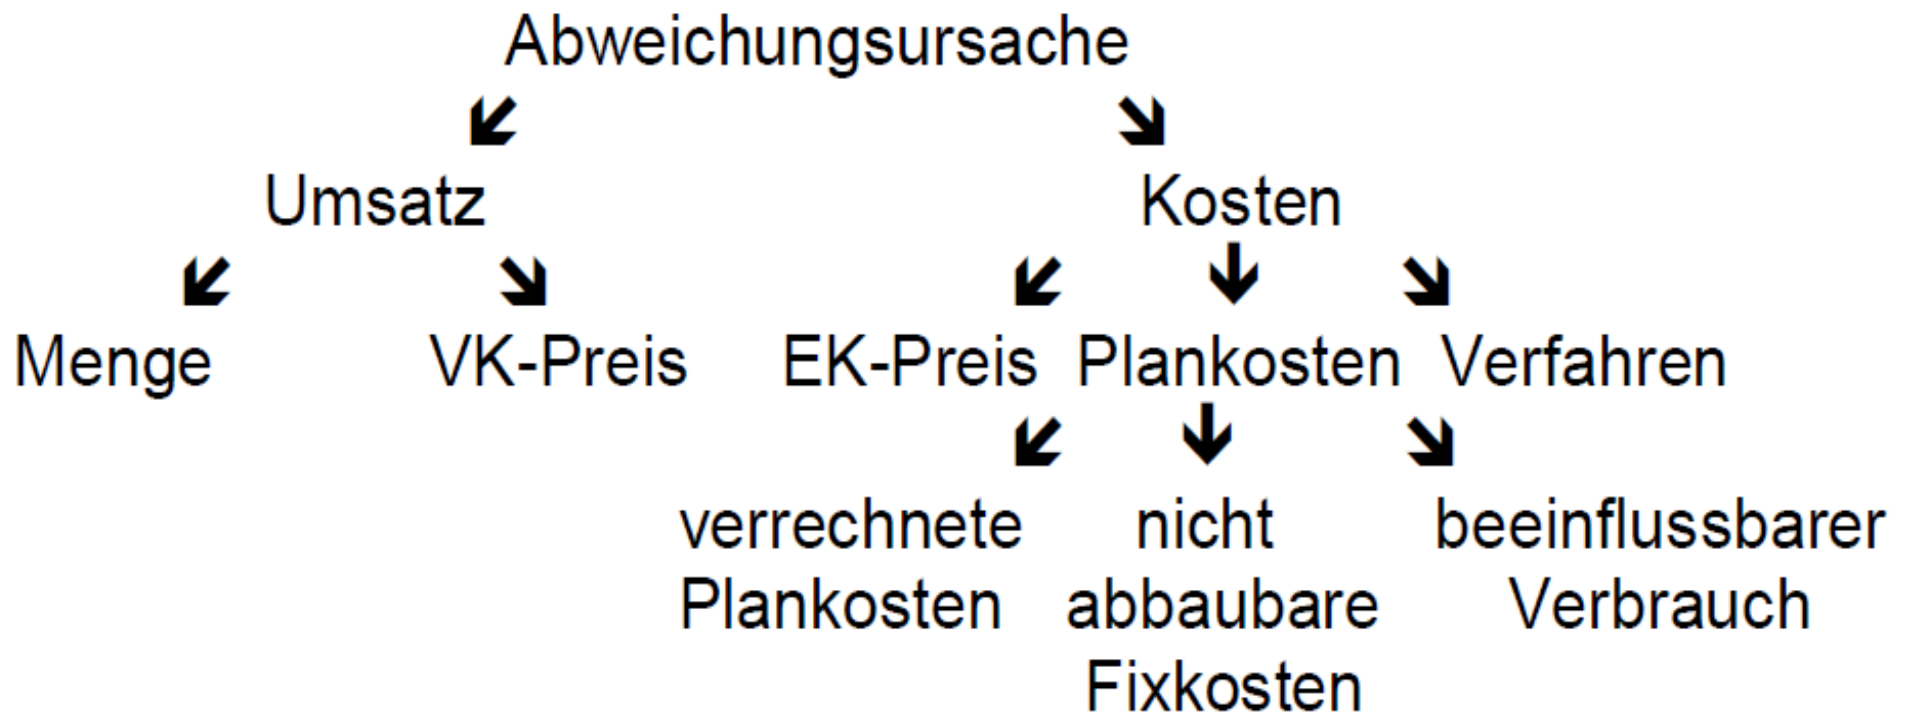 Abweichungsursache
Umsatz Kosten
Menge VK-Preis EK-Preis Plankosten Verfahren
verrechnete nicht beeinflussbarer
Plankosten abbaubare Verbrauch
Fixkosten